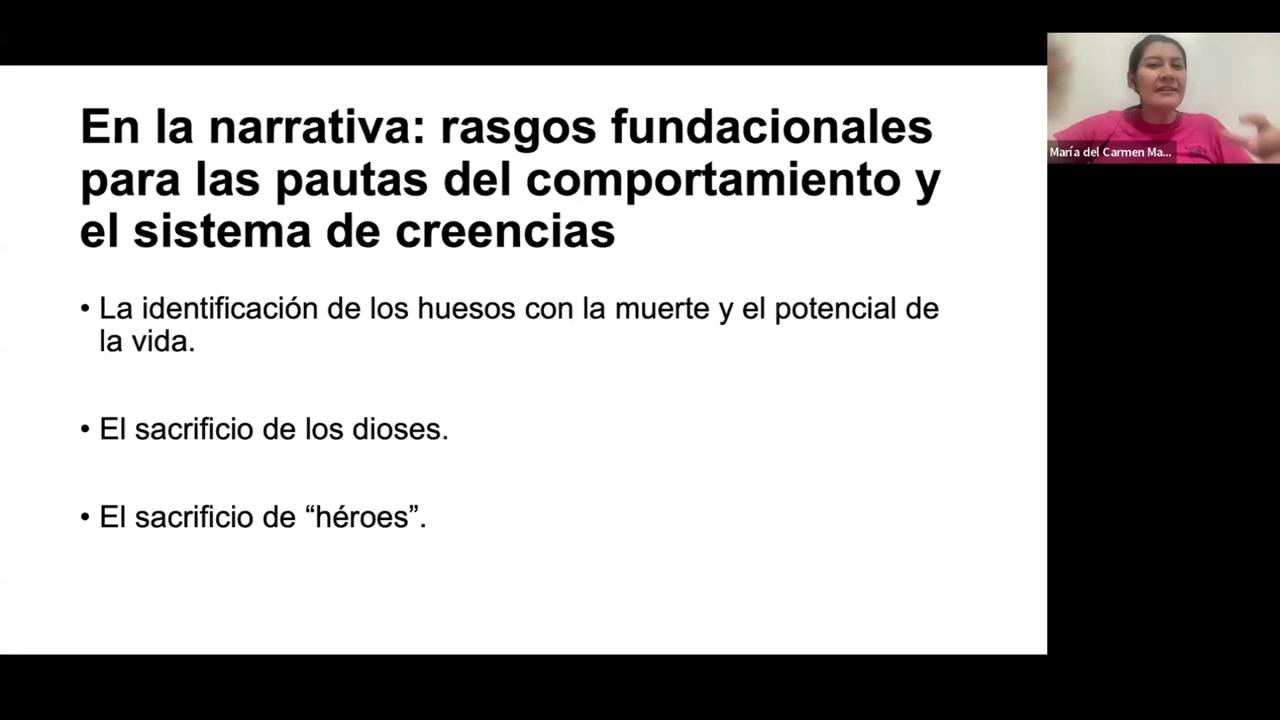 En la narrativa: rasgos fundacionales
para las pautas del comportamiento y
el sistema de creencias
• La identificación de los huesos con la muerte y el potencial de
la vida.
• El sacrificio de los dioses.
• El sacrificio de “héroes”.
María del Carmen Ma...